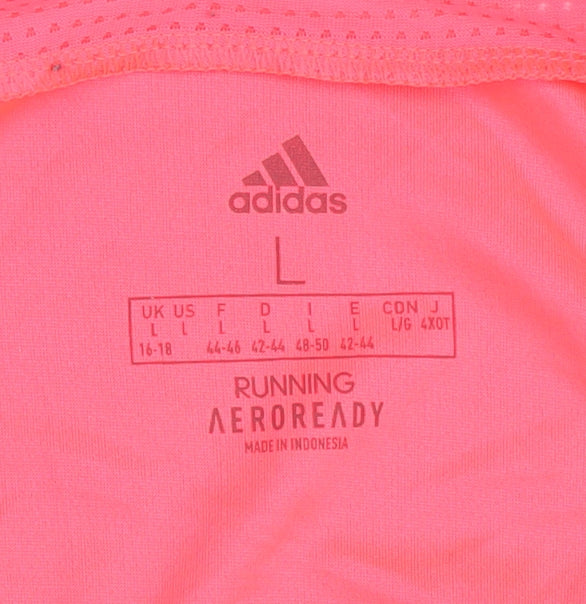 adidas
L
UK US F D I E CDN J
L L L L L L L/G 4XOT
16-18 44-46 42-44 48-50 42-44
RUNNING
AEROREADY
MADE IN INDONESIA